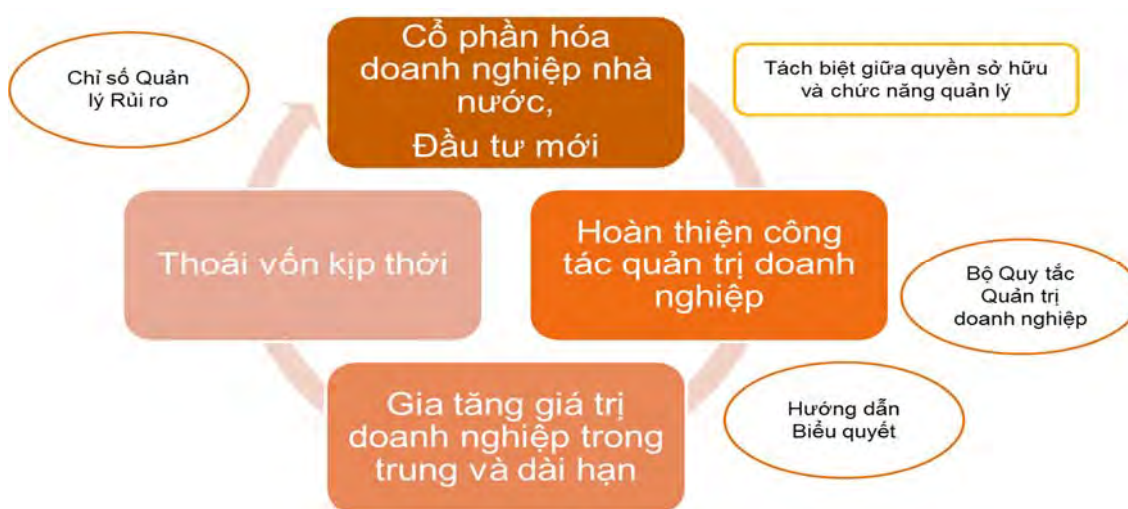 Cổ phần hóa
doanh nghiệp nhà
nước,
Đầu tư mới
Chỉ số Quản
lý Rủi ro
Tách biệt giữa quyền sở hữu
và chức năng quản lý
Thoái vốn kịp thời
Hoàn thiện công
tác quản trị doanh
nghiệp
Bộ Quy tắc
Quản trị
doanh nghiệp
Gia tăng giá trị
doanh nghiệp trong
trung và dài hạn
Hướng dẫn
Biểu quyết